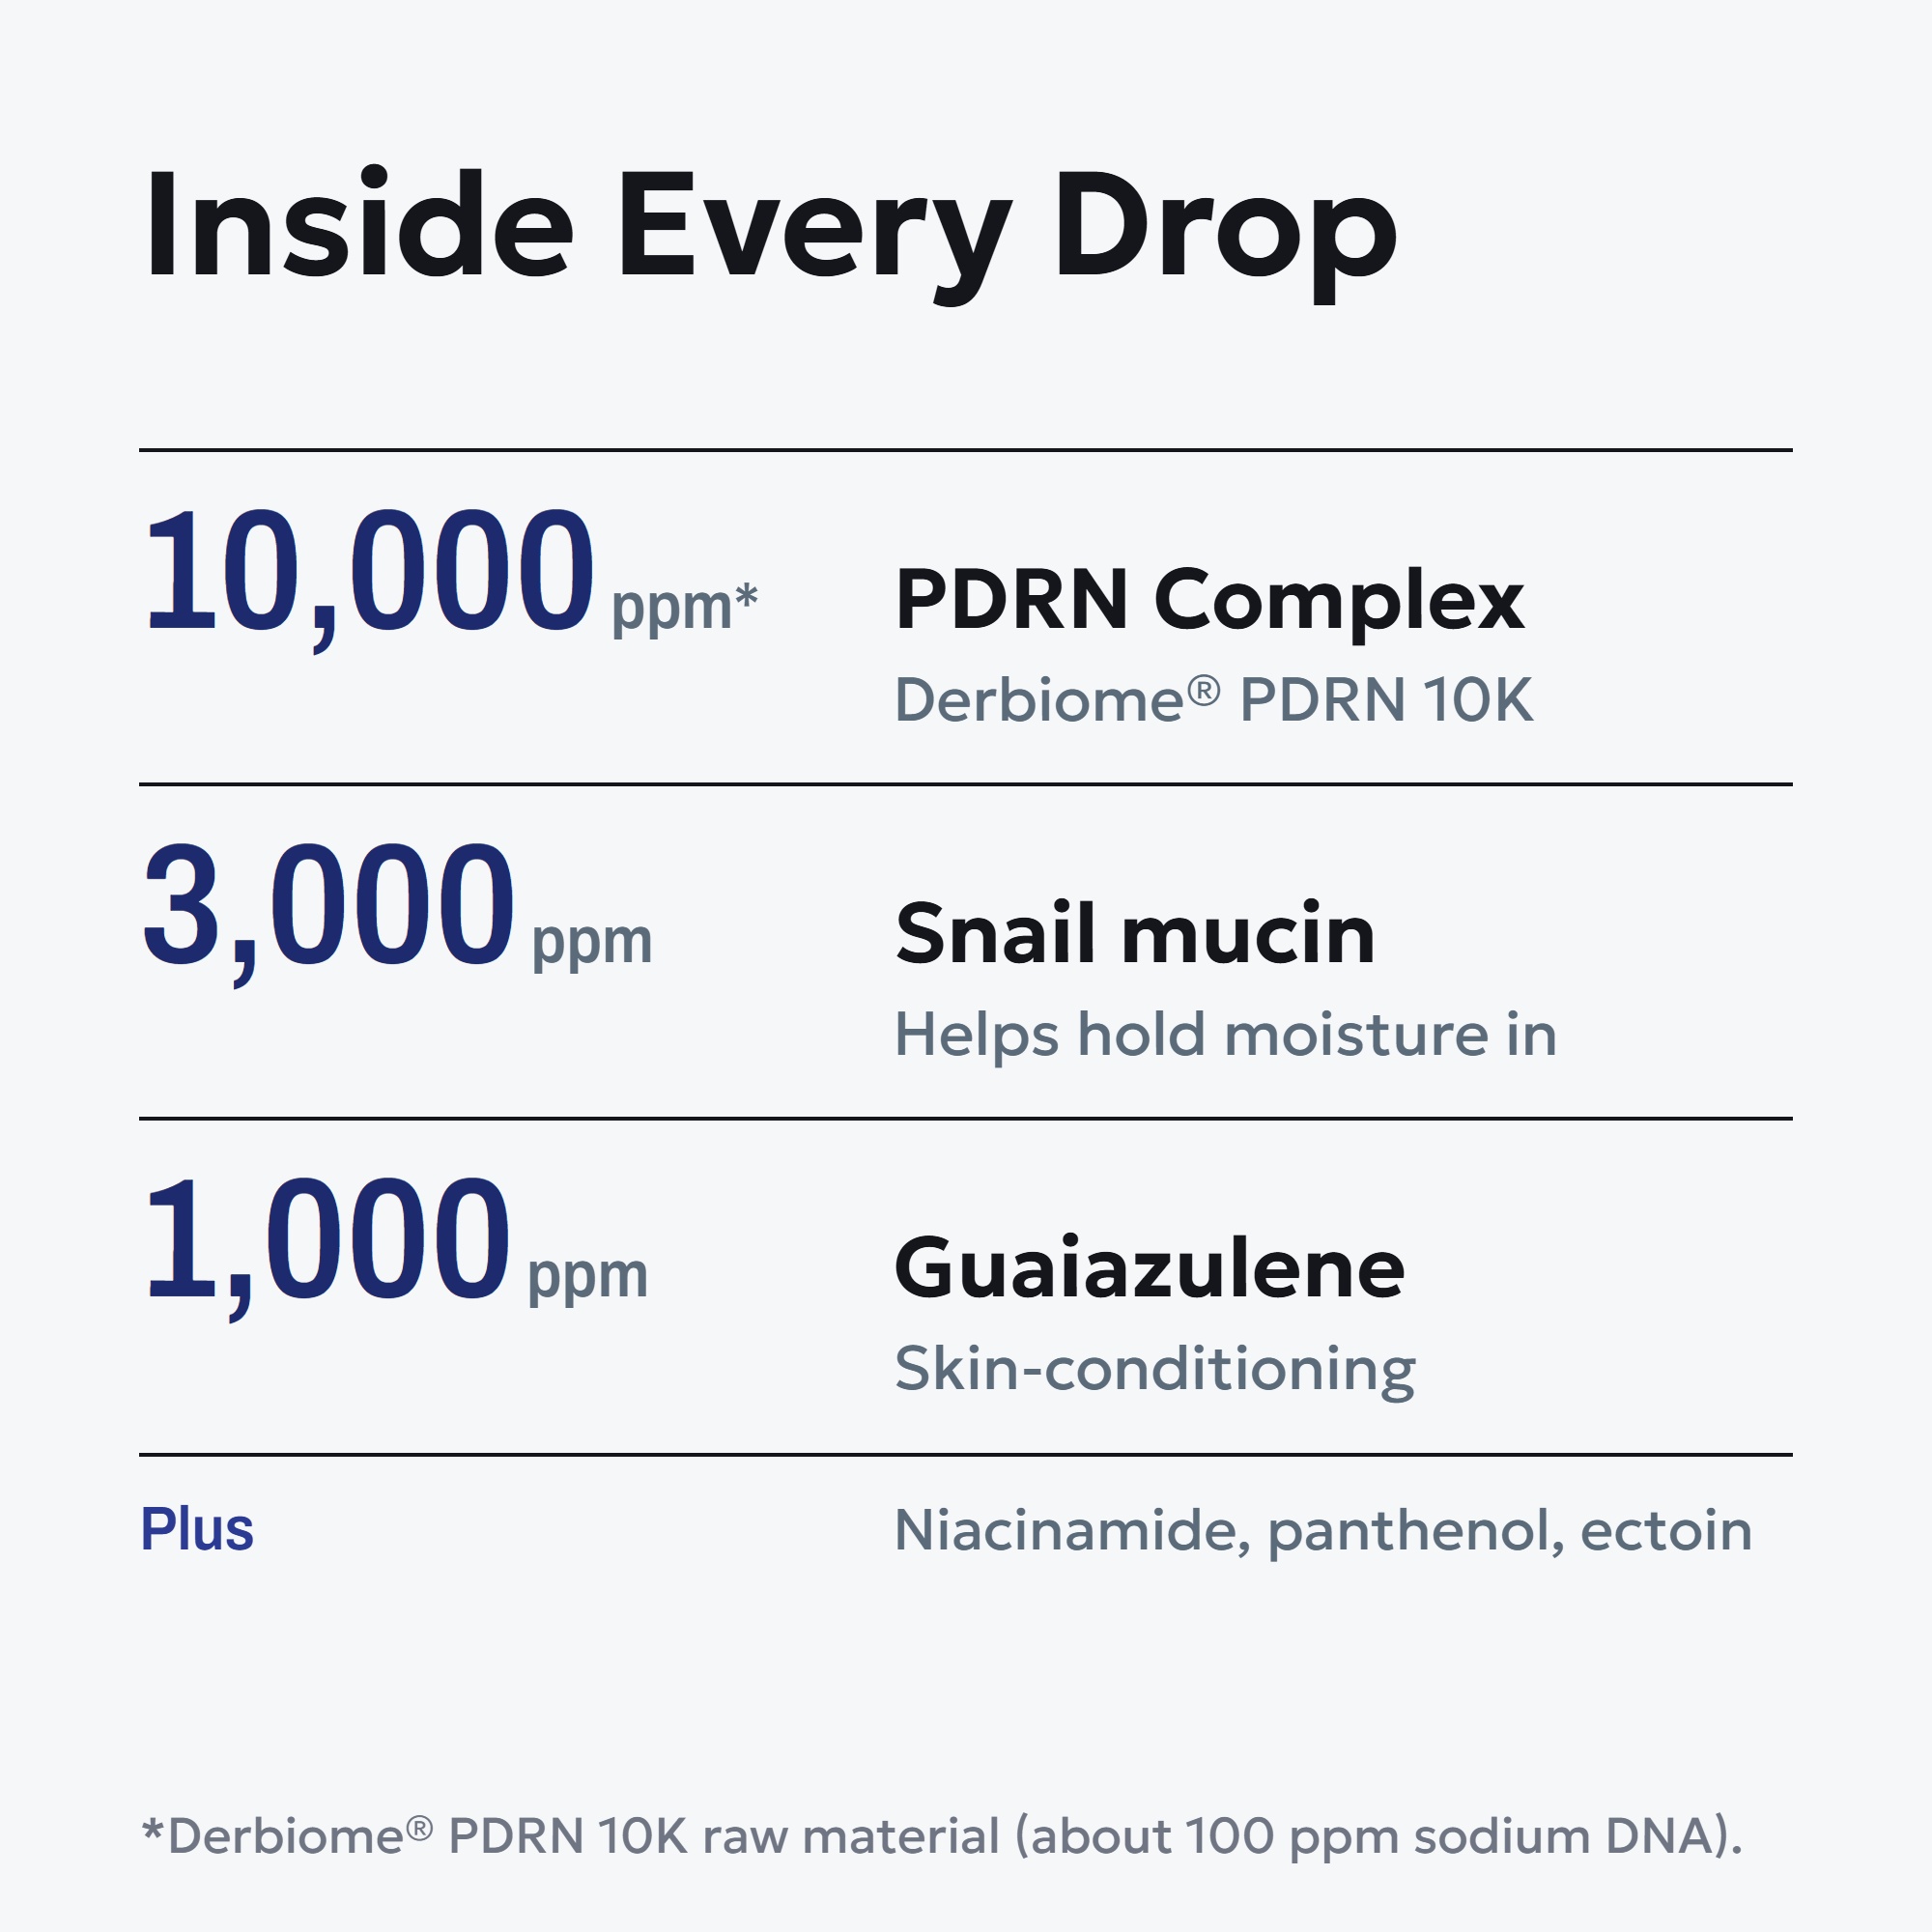 Inside Every Drop
10,000 ppm*
PDRN Complex
Derbiome® PDRN 10K
3,000 ppm
Snail mucin
Helps hold moisture in
1,000 ppm
Guaiazulene
Skin-conditioning
Plus
Niacinamide, panthenol, ectoin
*Derbiome® PDRN 10K raw material (about 100 ppm sodium DNA).